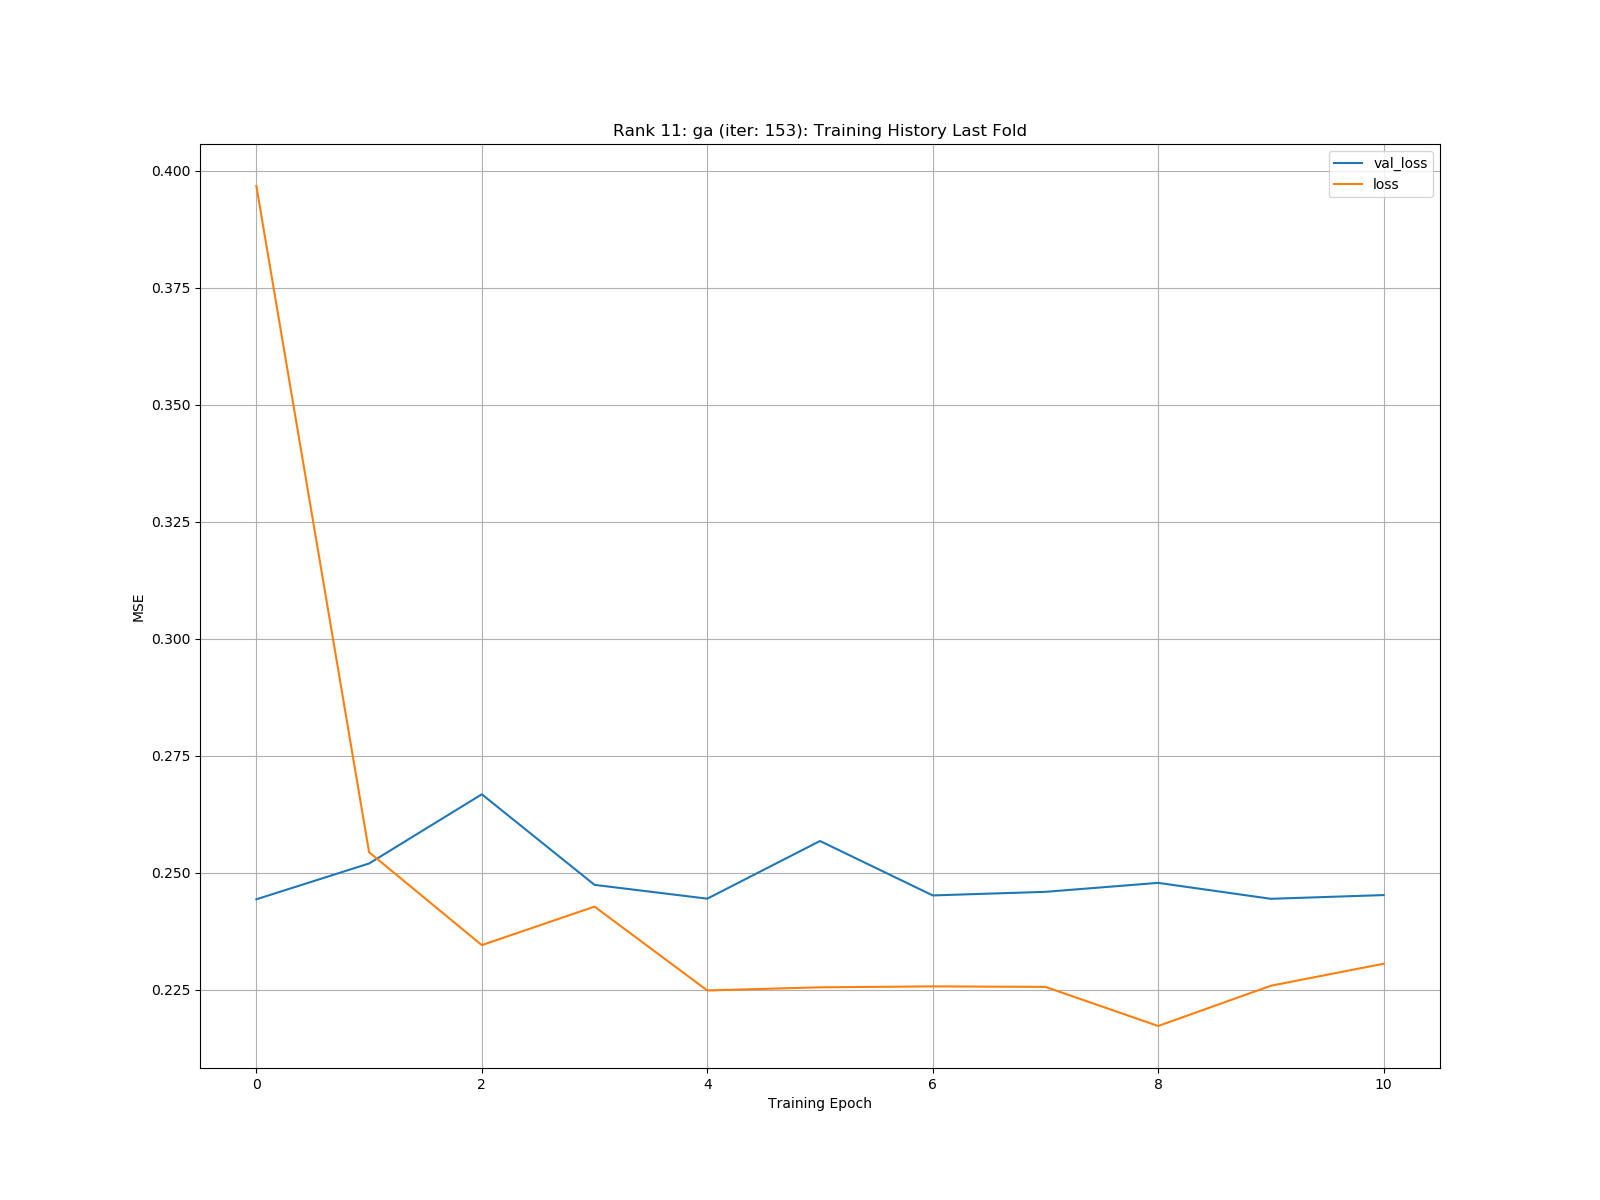 Rank 11: ga (iter: 153): Training History Last Fold
val_loss
loss
0.400
0.375
0.350
0.325
0.300
0.275
0.250
0.225
MSE
0 2 4 6 8 10
Training Epoch